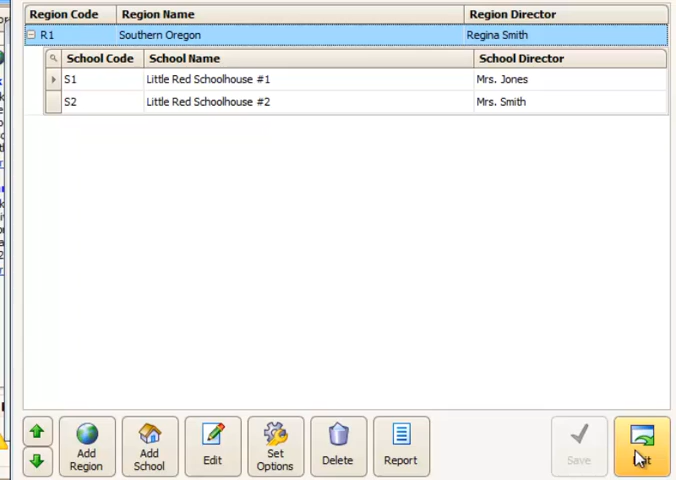 Region Code Region Name Region Director
R1 Southern Oregon Regina Smith
School Code School Name School Director
S1 Little Red Schoolhouse #1 Mrs. Jones
S2 Little Red Schoolhouse #2 Mrs. Smith
Add Region
Add School
Edit
Set Options
Delete
Report
Save